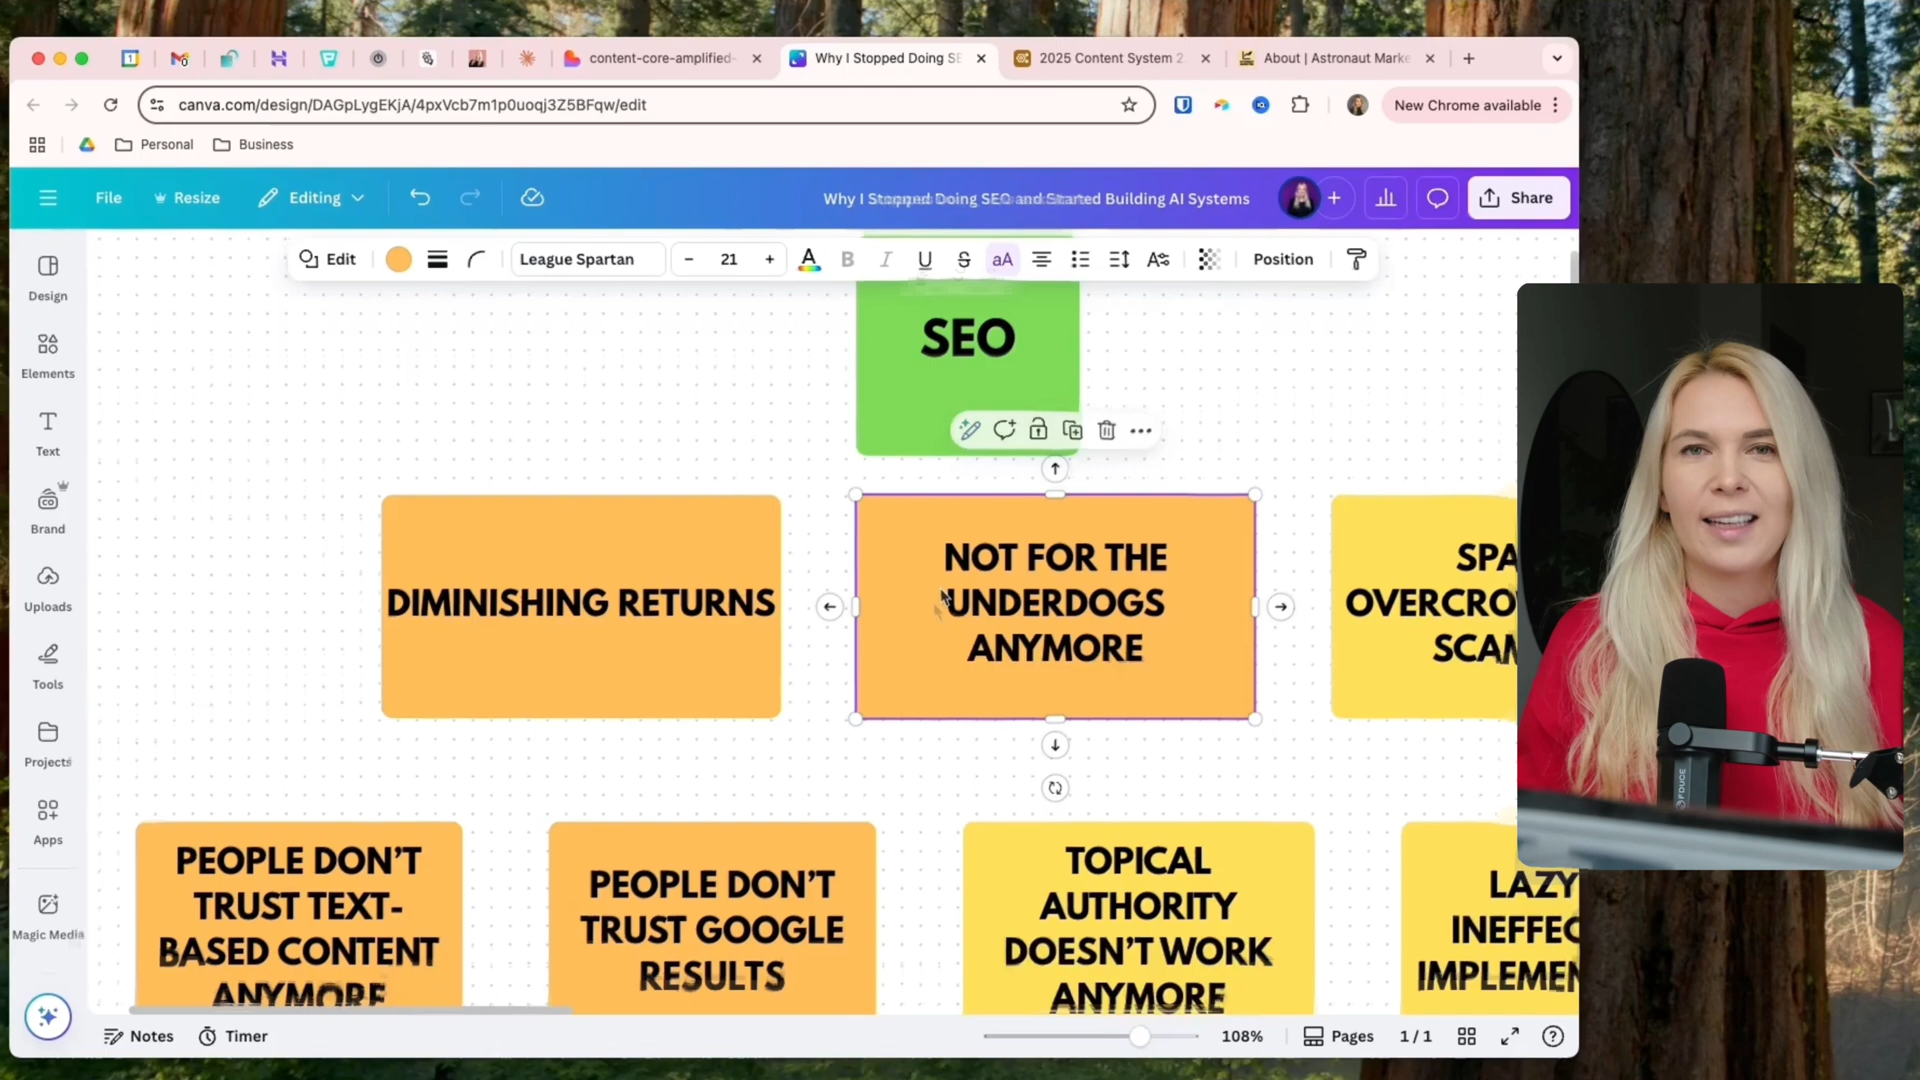 content-core-amplified-
Why I Stopped Doing SE
2025 Content System 2.
About | Astronaut Marke
canva.com/design/DAGpLygEKjA/4pxVcb7m1p0uoqj3Z5BFqw/edit
New Chrome available
Personal
Business
File
Resize
Editing
Why I Stopped Doing SEO and Started Building AI Systems
Share
Edit
League Spartan
21
aA
Position
Design
Elements
Text
Brand
Uploads
Tools
Projects
Apps
Magic Media
SEO
DIMINISHING RETURNS
NOT FOR THE
UNDERDOGS
ANYMORE
SPA
OVERCRO
SCAM
PEOPLE DON’T
TRUST TEXT-
BASED CONTENT
ANYMORE
PEOPLE DON’T
TRUST GOOGLE
RESULTS
TOPICAL
AUTHORITY
DOESN’T WORK
ANYMORE
LAZY
INEFFEC
IMPLEMEN
Notes
Timer
108%
Pages
1 / 1